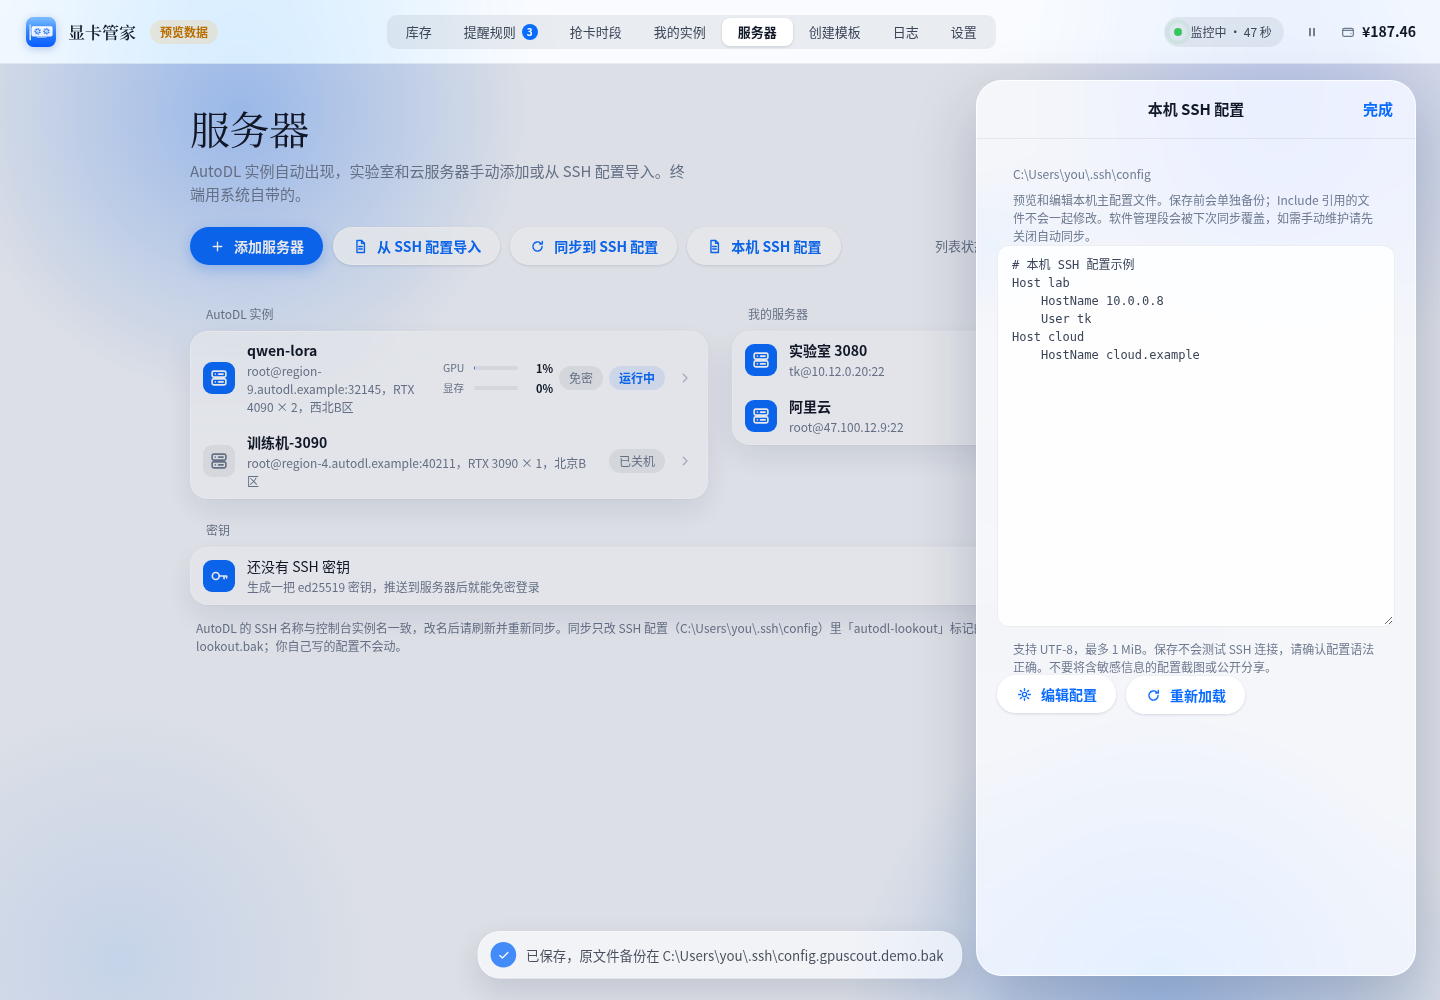 显卡管家
预览数据
库存
提醒规则 3
抢卡时段
我的实例
服务器
创建模板
日志
设置
监控中 · 47 秒
¥187.46
服务器
AutoDL 实例自动出现，实验室和云服务器手动添加或从 SSH 配置导入。终
端用系统自带的。
添加服务器
从 SSH 配置导入
同步到 SSH 配置
本机 SSH 配置
列表状
AutoDL 实例
qwen-lora
root@region-
9.autodl.example:32145，RTX
4090 × 2，西北B区
GPU 1%
显存 0%
免密
运行中
训练机-3090
root@region-4.autodl.example:40211，RTX 3090 × 1，北京B
区
已关机
我的服务器
实验室 3080
tk@10.12.0.20:22
阿里云
root@47.100.12.9:22
密钥
还没有 SSH 密钥
生成一把 ed25519 密钥，推送到服务器后就能免密登录
AutoDL 的 SSH 名称与控制台实例名一致，改名后请刷新并重新同步。同步只改 SSH 配置（C:\Users\you\.ssh\config）里「autodl-lookout」标记
lookout.bak；你自己写的配置不会动。
本机 SSH 配置
完成
C:\Users\you\.ssh\config
预览和编辑本机主配置文件。保存前会单独备份；Include 引用的文
件不会一起修改。软件管理段会被下次同步覆盖，如需手动维护请先
关闭自动同步。
# 本机 SSH 配置示例
Host lab
    HostName 10.0.0.8
    User tk
Host cloud
    HostName cloud.example
支持 UTF-8，最多 1 MiB。保存不会测试 SSH 连接，请确认配置语法
正确。不要将含敏感信息的配置截图或公开分享。
编辑配置
重新加载
已保存，原文件备份在 C:\Users\you\.ssh\config.gpuscout.demo.bak